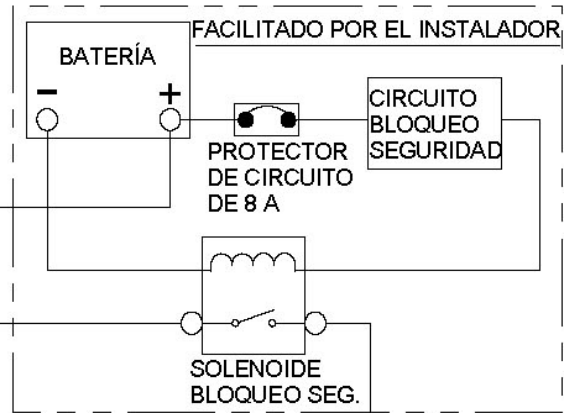 FACILITADO POR EL INSTALADOR
BATERÍA
- +
CIRCUITO
BLOQUEO
SEGURIDAD
PROTECTOR
DE CIRCUITO
DE 8 A
SOLENOIDE
BLOQUEO SEG.